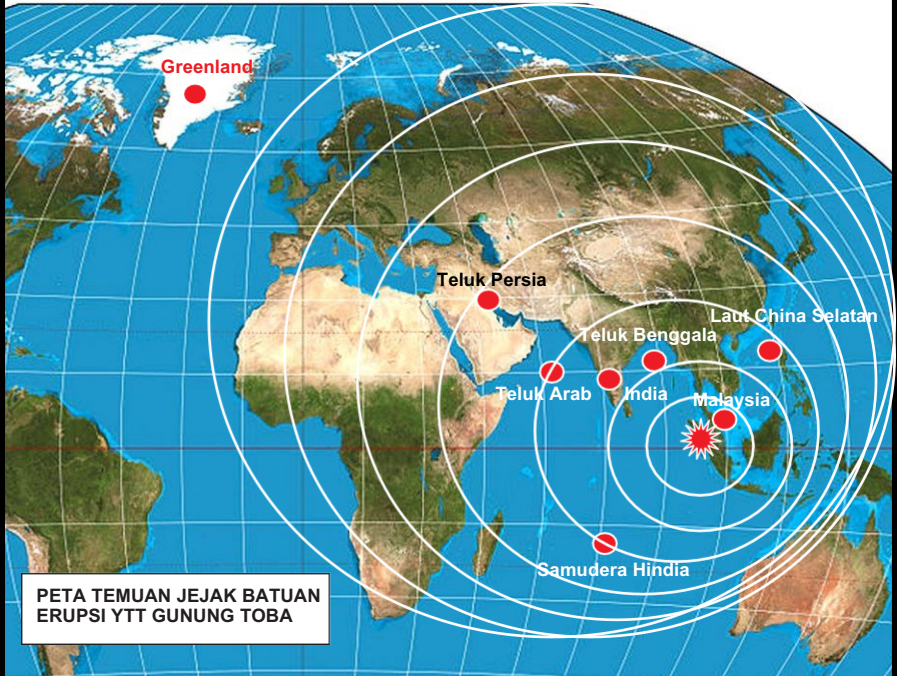 Greenland
Teluk Persia
Laut China Selatan
Teluk Benggala
Teluk Arab
India
Malaysia
Samudera Hindia
PETA TEMUAN JEJAK BATUAN
ERUPSI YTT GUNUNG TOBA